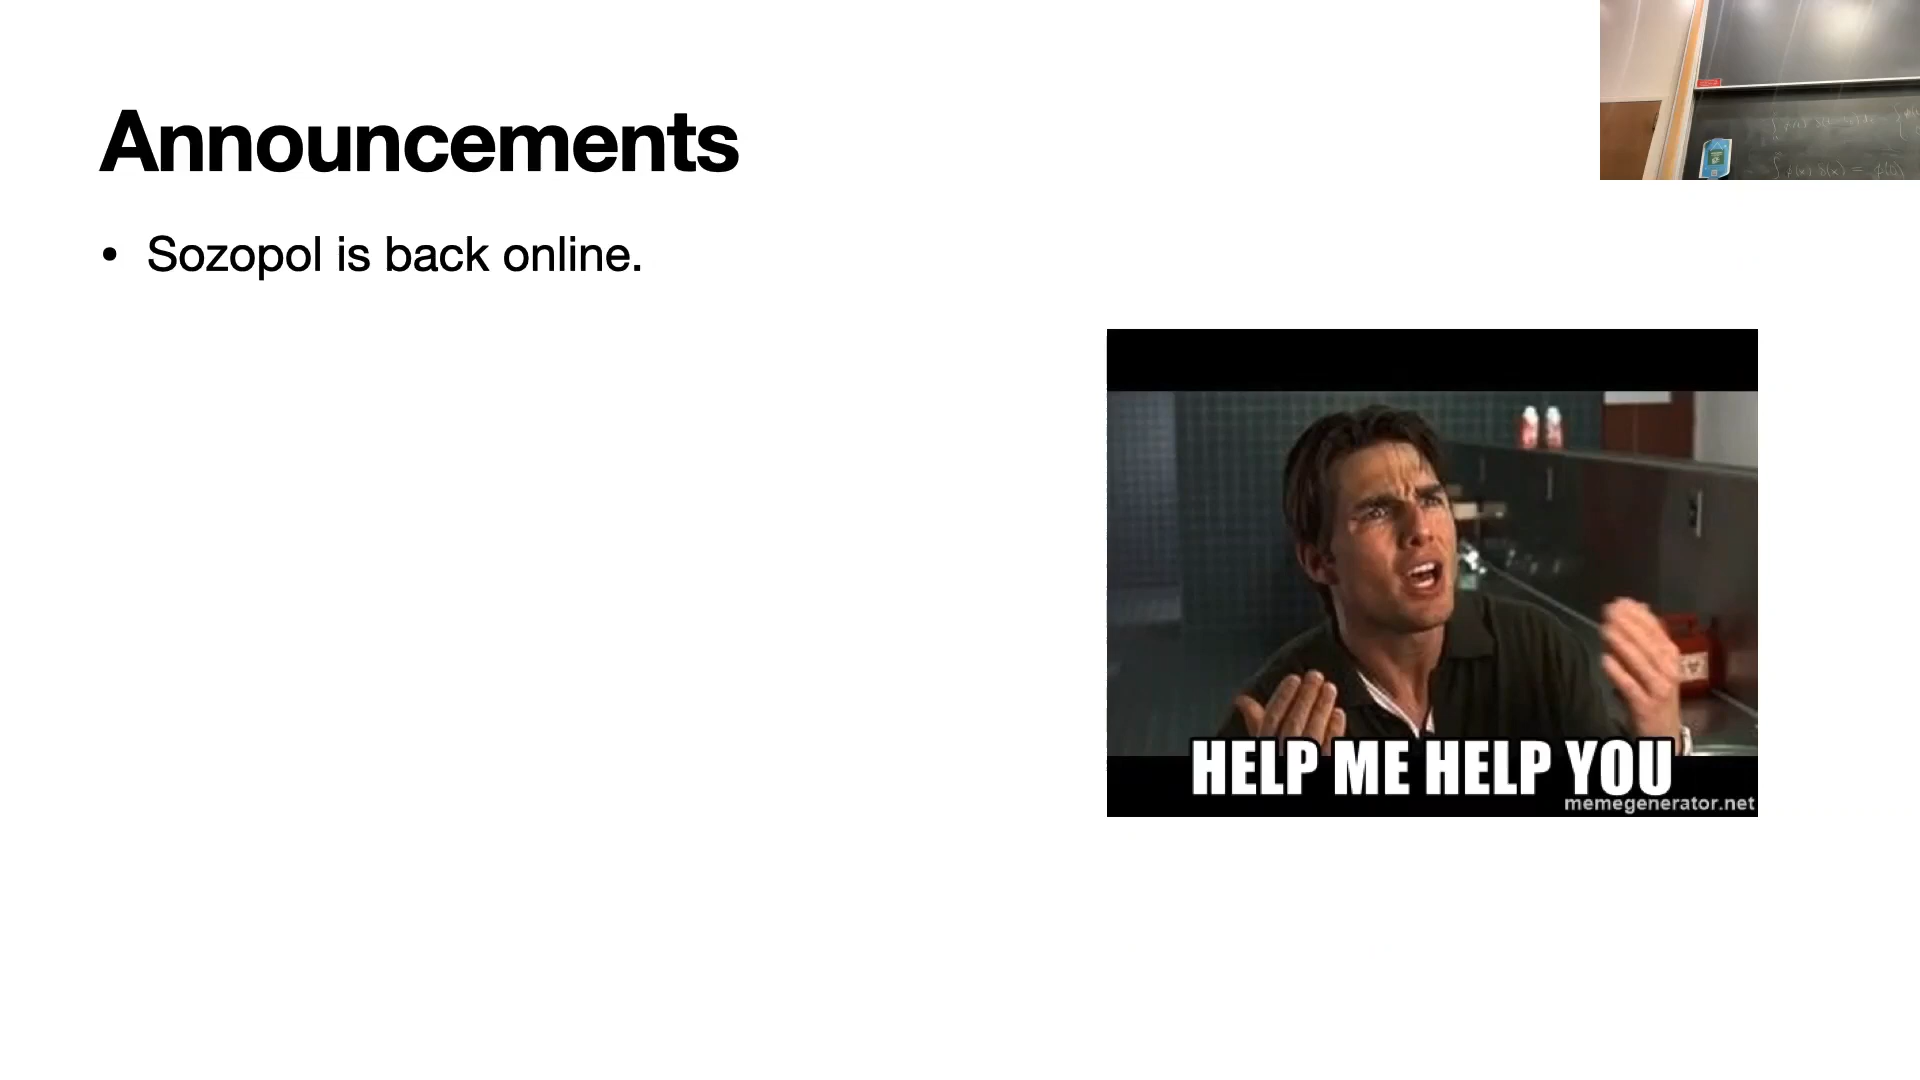 Announcements
• Sozopol is back online.
HELP ME HELP YOU
memegenerator.net